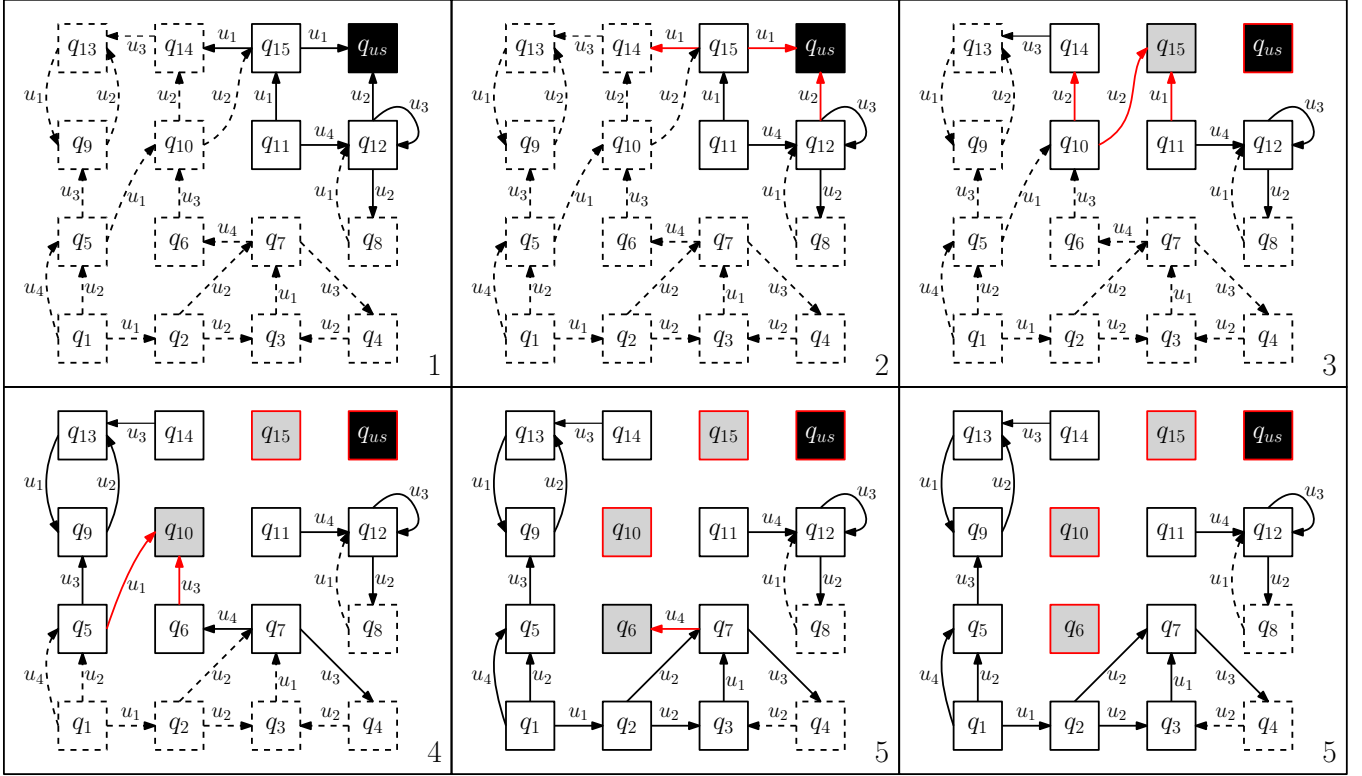 q13 u3 q14 u1 q15 u1 qus
u1 u2 u2 u2 u1 u2 u3
q9 q10 q11 u4 q12
u3 u1 u3 u1 u2
q5 q6 u4 q7 q8
u4 u2 u2 u1 u3
q1 u1 q2 u2 q3 u2 q4
1
q13 u3 q14 u1 q15 u1 qus
u1 u2 u2 u2 u1 u2 u3
q9 q10 q11 u4 q12
u3 u1 u3 u1 u2
q5 q6 u4 q7 q8
u4 u2 u2 u1 u3
q1 u1 q2 u2 q3 u2 q4
2
q13 u3 q14 q15 qus
u1 u2 u2 u2 u1 u3
q9 q10 q11 u4 q12
u3 u1 u3 u1 u2
q5 q6 u4 q7 q8
u4 u2 u2 u1 u3
q1 u1 q2 u2 q3 u2 q4
3
q13 u3 q14 q15 qus
u1 u2 u3
q9 q10 q11 u4 q12
u3 u1 u3 u1 u2
q5 q6 u4 q7 q8
u4 u2 u2 u1 u3
q1 u1 q2 u2 q3 u2 q4
4
q13 u3 q14 q15 qus
u1 u2 u3
q9 q10 q11 u4 q12
u3 u1 u2
q5 q6 u4 q7 q8
u4 u2 u2 u1 u3
q1 u1 q2 u2 q3 u2 q4
5
q13 u3 q14 q15 qus
u1 u2 u3
q9 q10 q11 u4 q12
u3 u1 u2
q5 q6 q7 q8
u4 u2 u2 u1 u3
q1 u1 q2 u2 q3 u2 q4
5